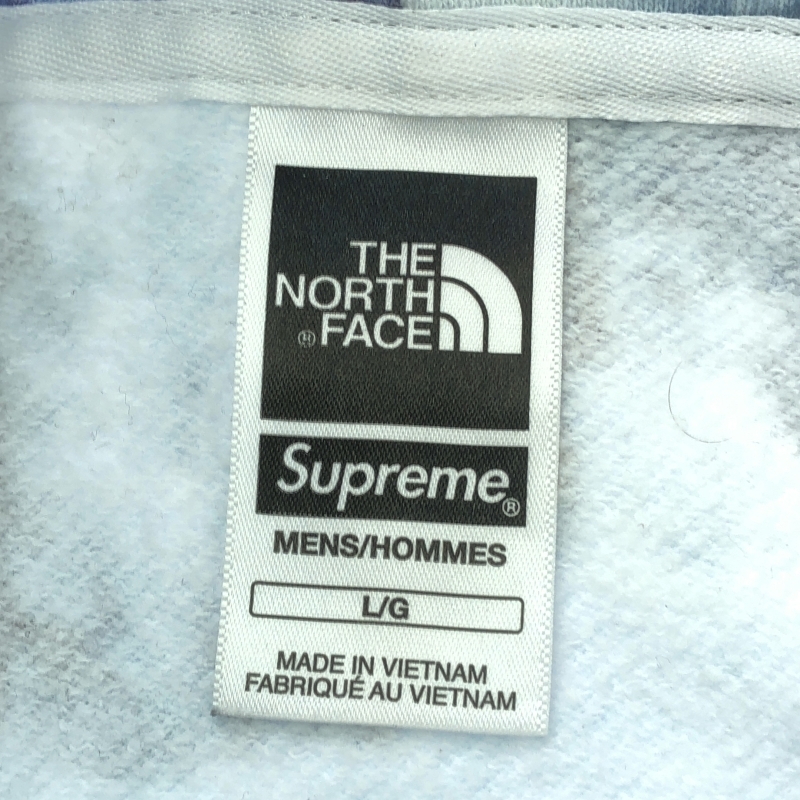 THE
NORTH
® FACE
Supreme®
MENS/HOMMES
L/G
MADE IN VIETNAM
FABRIQUÉ AU VIETNAM